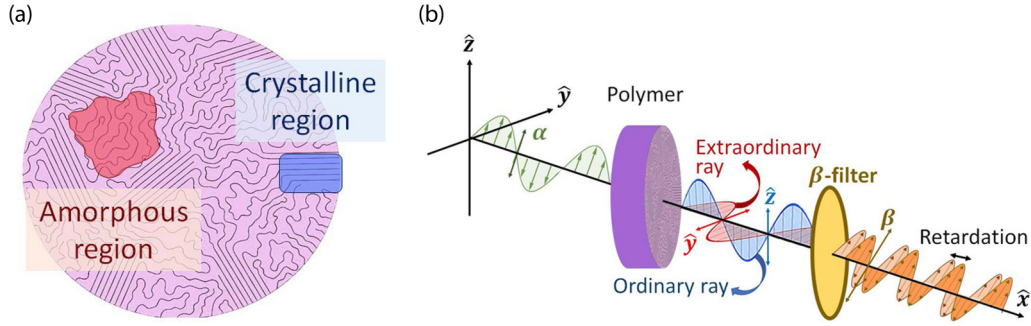 (a)
Crystalline
region
Amorphous
region
(b)
ẑ
ŷ
α
Polymer
Extraordinary
ray
ẑ
ŷ
Ordinary ray
β-filter
β
Retardation
x̂